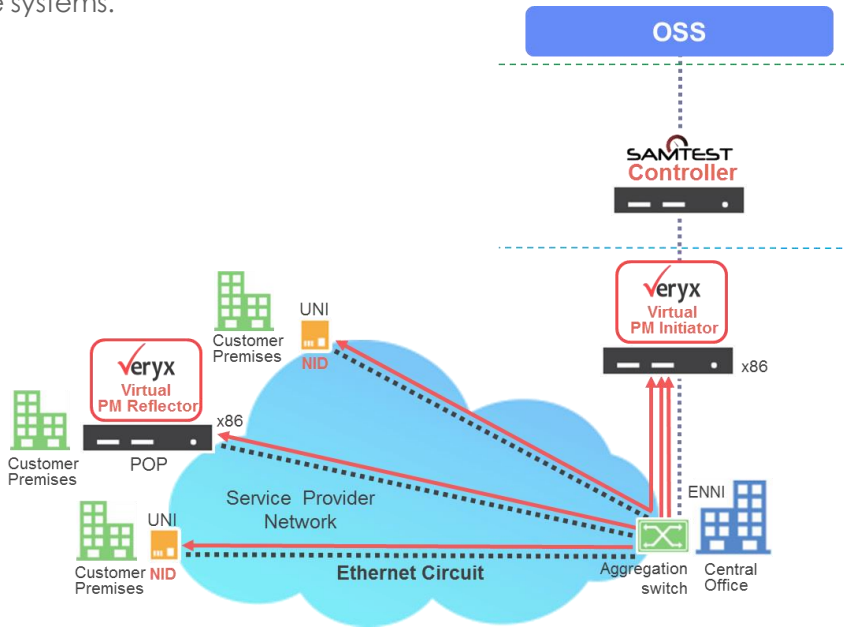 e systems.
OSS
SAMTEST
Controller
Veryx
Virtual
PM Initiator
x86
UNI
Customer
Premises
NID
Veryx
Virtual
PM Reflector
x86
Customer
Premises
POP
Service Provider
Network
ENNI
UNI
Customer
Premises
NID
Ethernet Circuit
Aggregation
switch
Central
Office